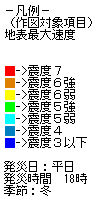 －凡例－
（作図対象項目）
地表最大速度
->震度７
->震度６強
->震度６弱
->震度５強
->震度５弱
->震度４
->震度３以下
発災日：平日
発災時間　18時
季節：冬